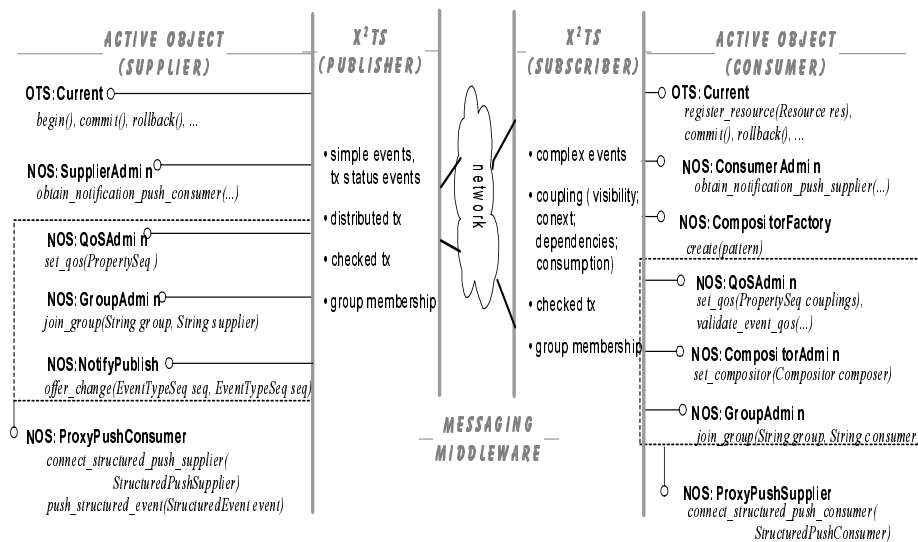 ACTIVE OBJECT
(SUPPLIER)
OTS:Current
begin(), commit(), rollback(), ...
NOS:SupplierAdmin
obtain_notification_push_consumer(...)
NOS:QoSAdmin
set_qos(PropertySeq )
NOS:GroupAdmin
join_group(String group, String supplier)
NOS:NotifyPublish
offer_change(EventTypeSeq seq, EventTypeSeq seq)
NOS:ProxyPushConsumer
connect_structured_push_supplier(
StructuredPushSupplier)
push_structured_event(StructuredEvent event)
X²TS
(PUBLISHER)
• simple events,
tx status events
• distributed tx
• checked tx
• group membership
network
MESSAGING
MIDDLEWARE
X²TS
(SUBSCRIBER)
• complex events
• coupling ( visibility;
conext;
dependencies;
consumption)
• checked tx
• group membership
ACTIVE OBJECT
(CONSUMER)
OTS:Current
register_resource(Resource res),
commit(), rollback(), ...
NOS:ConsumerAdmin
obtain_notification_push_supplier(...)
NOS:CompositorFactory
create(pattern)
NOS:QoSAdmin
set_qos(PropertySeq couplings),
validate_event_qos(...)
NOS:CompositorAdmin
set_compositor(Compositor composer)
NOS:GroupAdmin
join_group(String group, String consumer
NOS:ProxyPushSupplier
connect_structured_push_consumer(
StructuredPushConsumer)